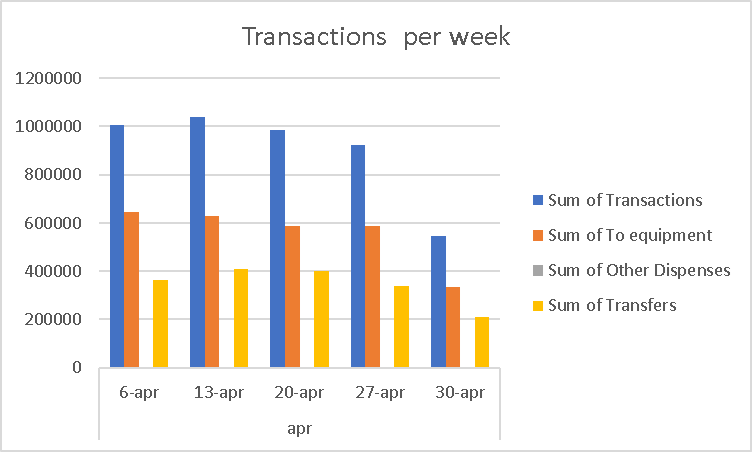 Transactions  per week
1200000
1000000
800000
600000
400000
200000
0
6-apr 13-apr 20-apr 27-apr 30-apr
apr
Sum of Transactions
Sum of To equipment
Sum of Other Dispenses
Sum of Transfers